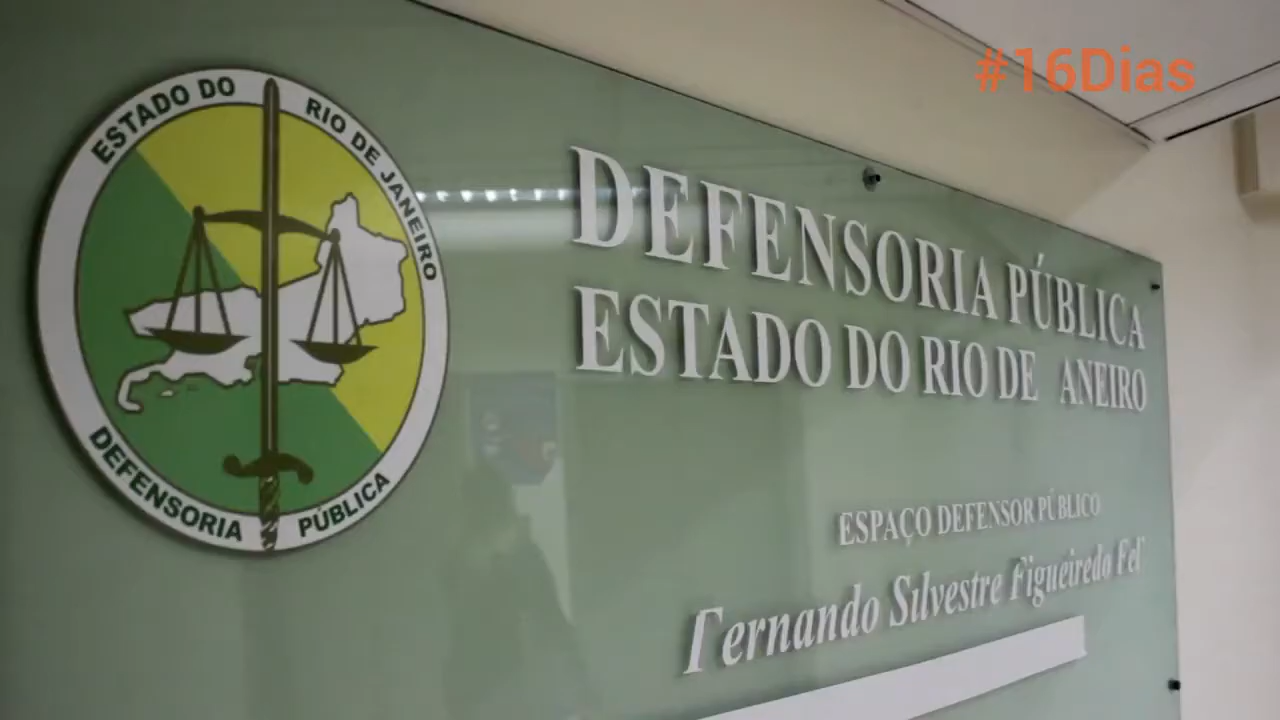 #16Dias
ESTADO DO RIO DE JANEIRO
DEFENSORIA PÚBLICA
DEFENSORIA PÚBLICA
ESTADO DO RIO DE ANEIRO
ESPAÇO DEFENSOR PÚBLICO
Fernando Silvestre Figueiredo